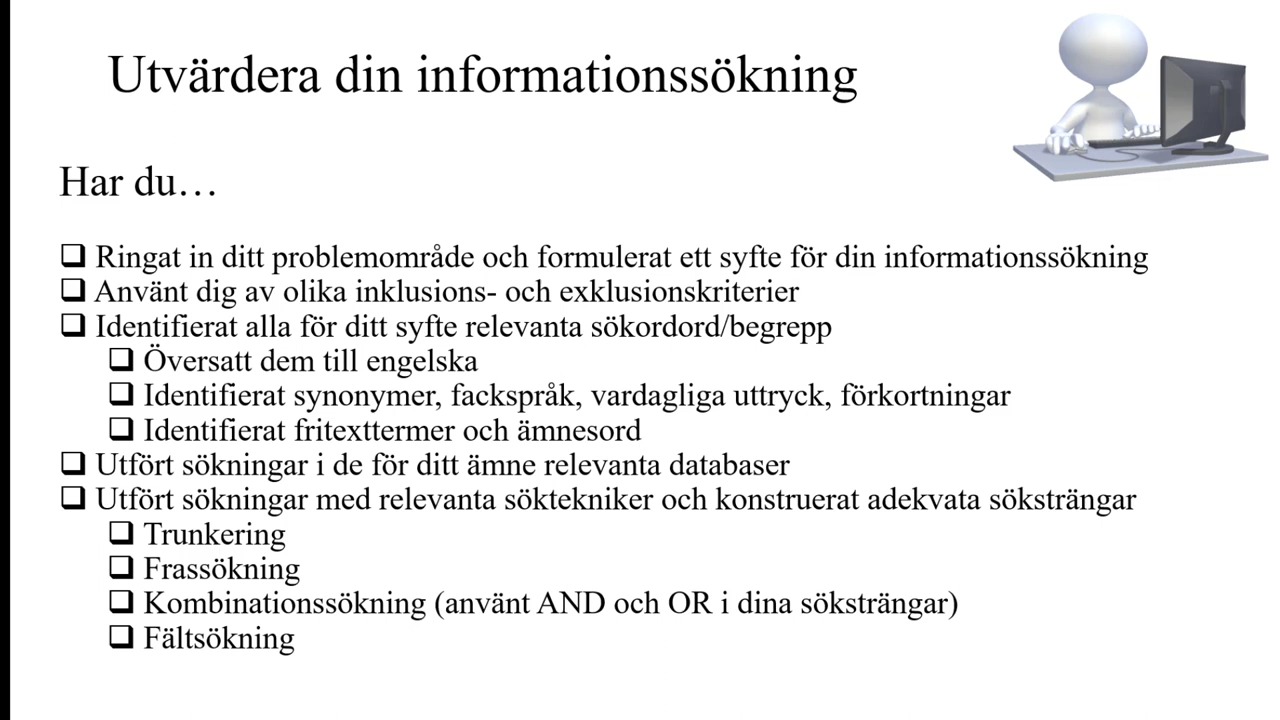 Utvärdera din informationssökning
Har du…
❑ Ringat in ditt problemområde och formulerat ett syfte för din informationssökning
❑ Använt dig av olika inklusions- och exklusionskriterier
❑ Identifierat alla för ditt syfte relevanta sökordord/begrepp
❑ Översatt dem till engelska
❑ Identifierat synonymer, fackspråk, vardagliga uttryck, förkortningar
❑ Identifierat fritexttermer och ämnesord
❑ Utfört sökningar i de för ditt ämne relevanta databaser
❑ Utfört sökningar med relevanta söktekniker och konstruerat adekvata söksträngar
❑ Trunkering
❑ Frassökning
❑ Kombinationssökning (använt AND och OR i dina söksträngar)
❑ Fältsökning